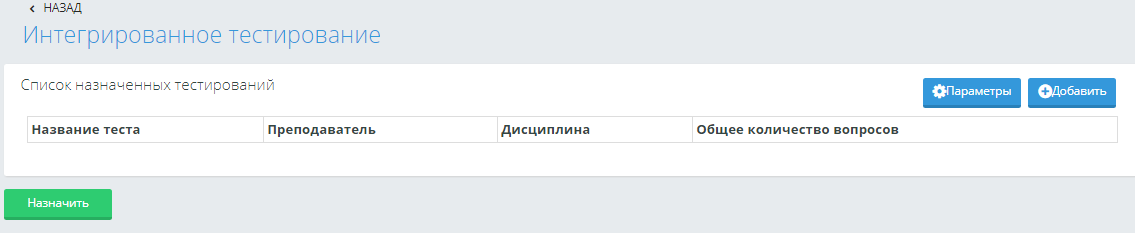 НАЗАД
Интегрированное тестирование
Список назначенных тестирований
Параметры Добавить
Название теста Преподаватель Дисциплина Общее количество вопросов
Назначить